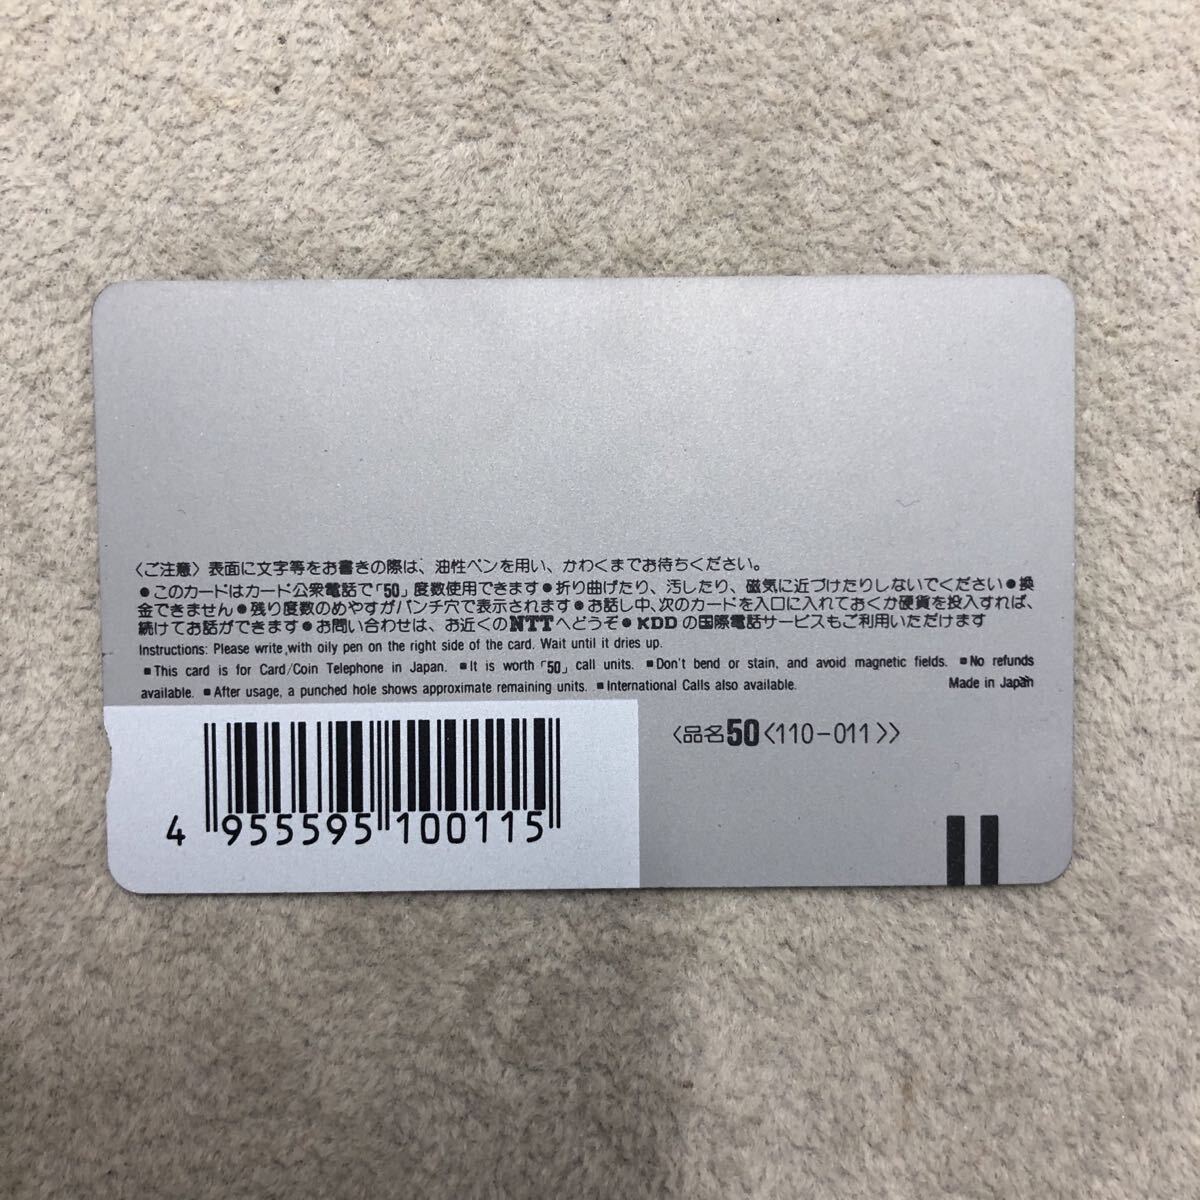 〈ご注意〉表面に文字等をお書きの際は、油性ペンを用い、かわくまでお待ちください。
●このカードはカード公衆電話で「50」度数使用できます●折り曲げたり、汚したり、磁気に近づけたりしないでください●換
金できません●残り度数のめやすがパンチ穴で表示されます●お話し中、次のカードを入口に入れておくか硬貨を投入すれば、
続けてお話ができます●お問い合わせは、お近くのNTTへどうぞ●KDDの国際電話サービスもご利用いただけます
Instructions: Please write,with oily pen on the right side of the card. Wait until it dries up.
■This card is for Card/Coin Telephone in Japan. ■It is worth「50」call units. ■Don't bend or stain, and avoid magnetic fields. ■No refunds
available. ■After usage, a punched hole shows approximate remaining units. ■International Calls also available. Made in Japan
〈品名50〈110-011〉〉
4 955595 100115